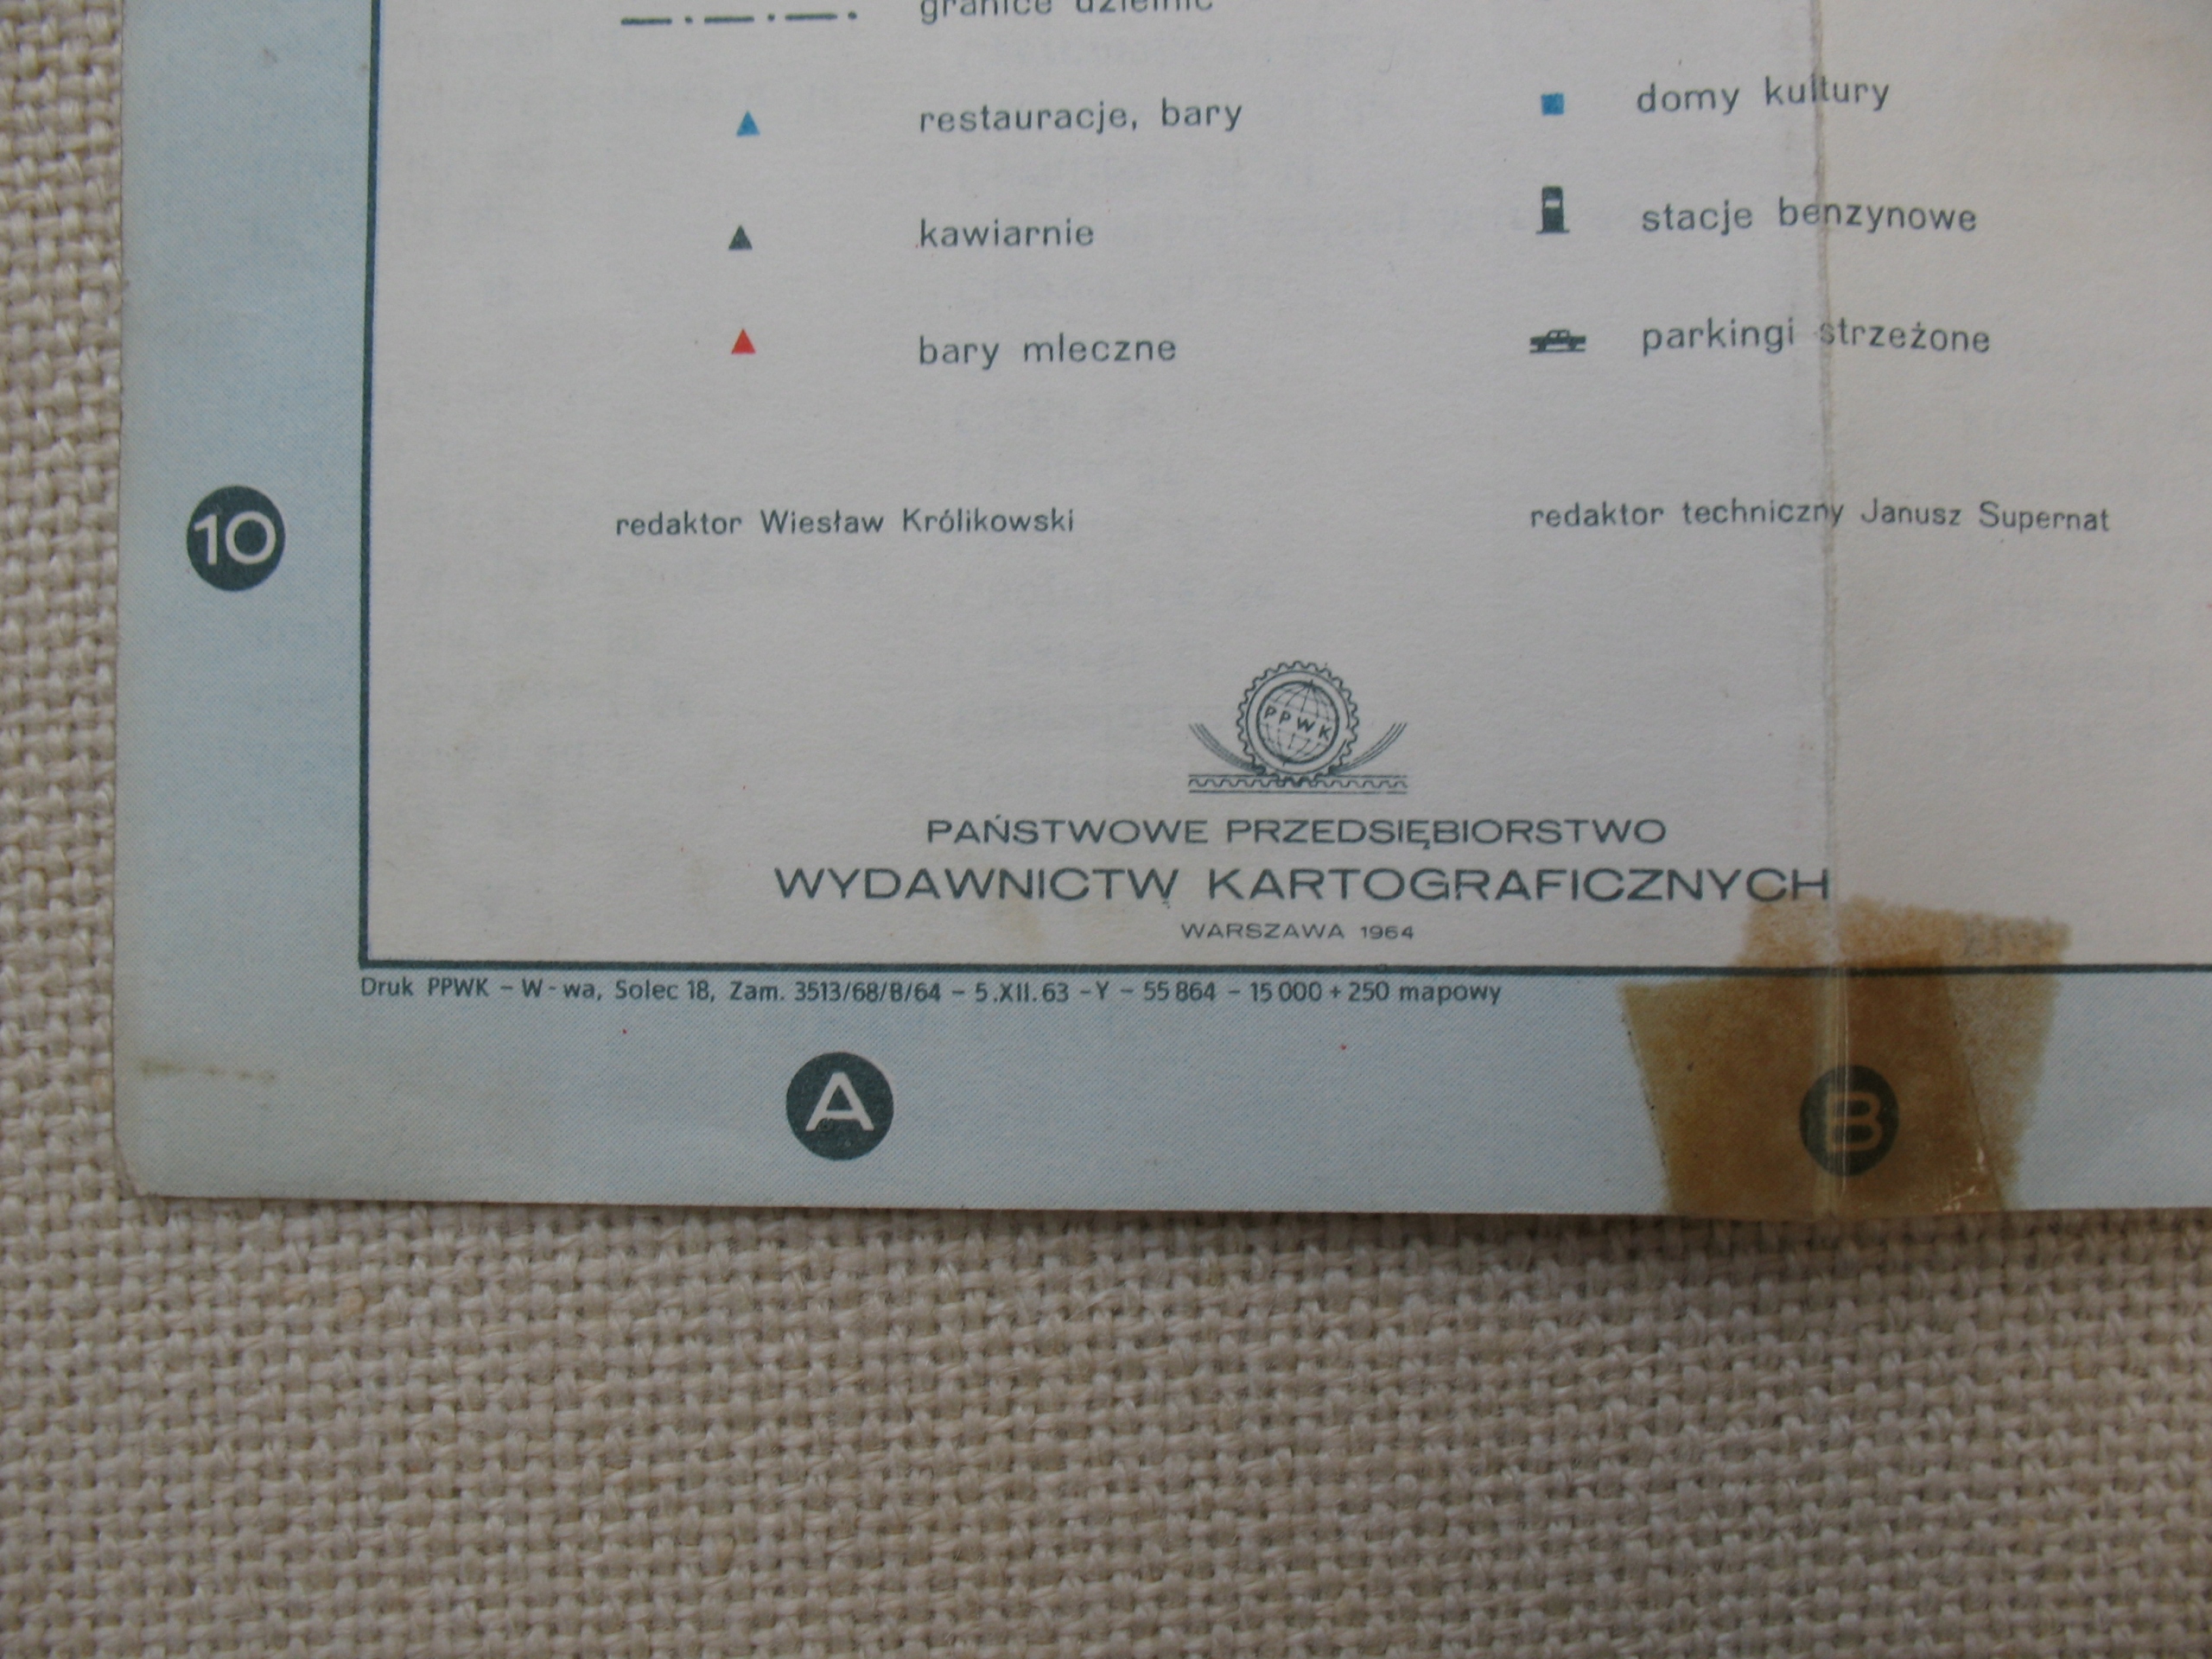 granice dzielnic
restauracje, bary
domy kultury
kawiarnie
stacje benzynowe
bary mleczne
parkingi strzeżone
10
redaktor Wiesław Królikowski
redaktor techniczny Janusz Supernat
PPWK
PAŃSTWOWE PRZEDSIĘBIORSTWO
WYDAWNICTW KARTOGRAFICZNYCH
WARSZAWA 1964
Druk PPWK – W-wa, Solec 18, Zam. 3513/68/B/64 – 5.XII.63 – Y – 55 864 – 15 000 + 250 mapowy
A
B